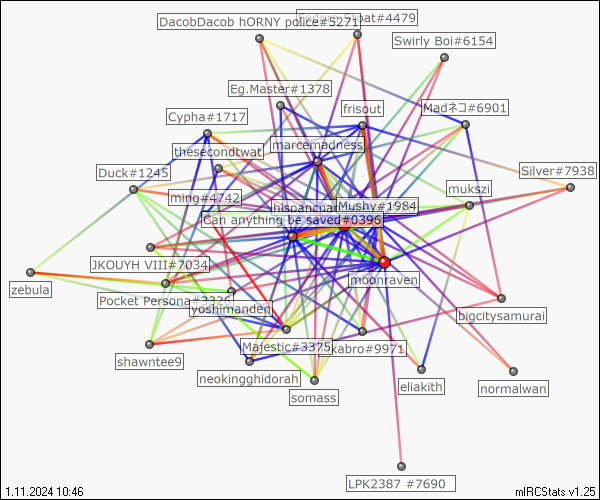 DacobDacob hORNY police#5271
Float#4479
Swirly Boi#6154
Eg.Master#1378
frisout
Madネコ#6901
Cypha#1717
marcemadness
thesecondtwat
Duck#1245
Silver#7938
ming#4742
mukszi
Mushy#1984
Can anything be saved#0396
JKOUYH VIII#7034
moonraven
zebula
Pocket Persona#3326
yoshimanden
bigcitysamurai
Majestic#3375
kabro#9971
shawntee9
neokingghidorah
eliakith
normalwan
somass
LPK2387 #7690
1.11.2024 10:46
mIRCStats v1.25